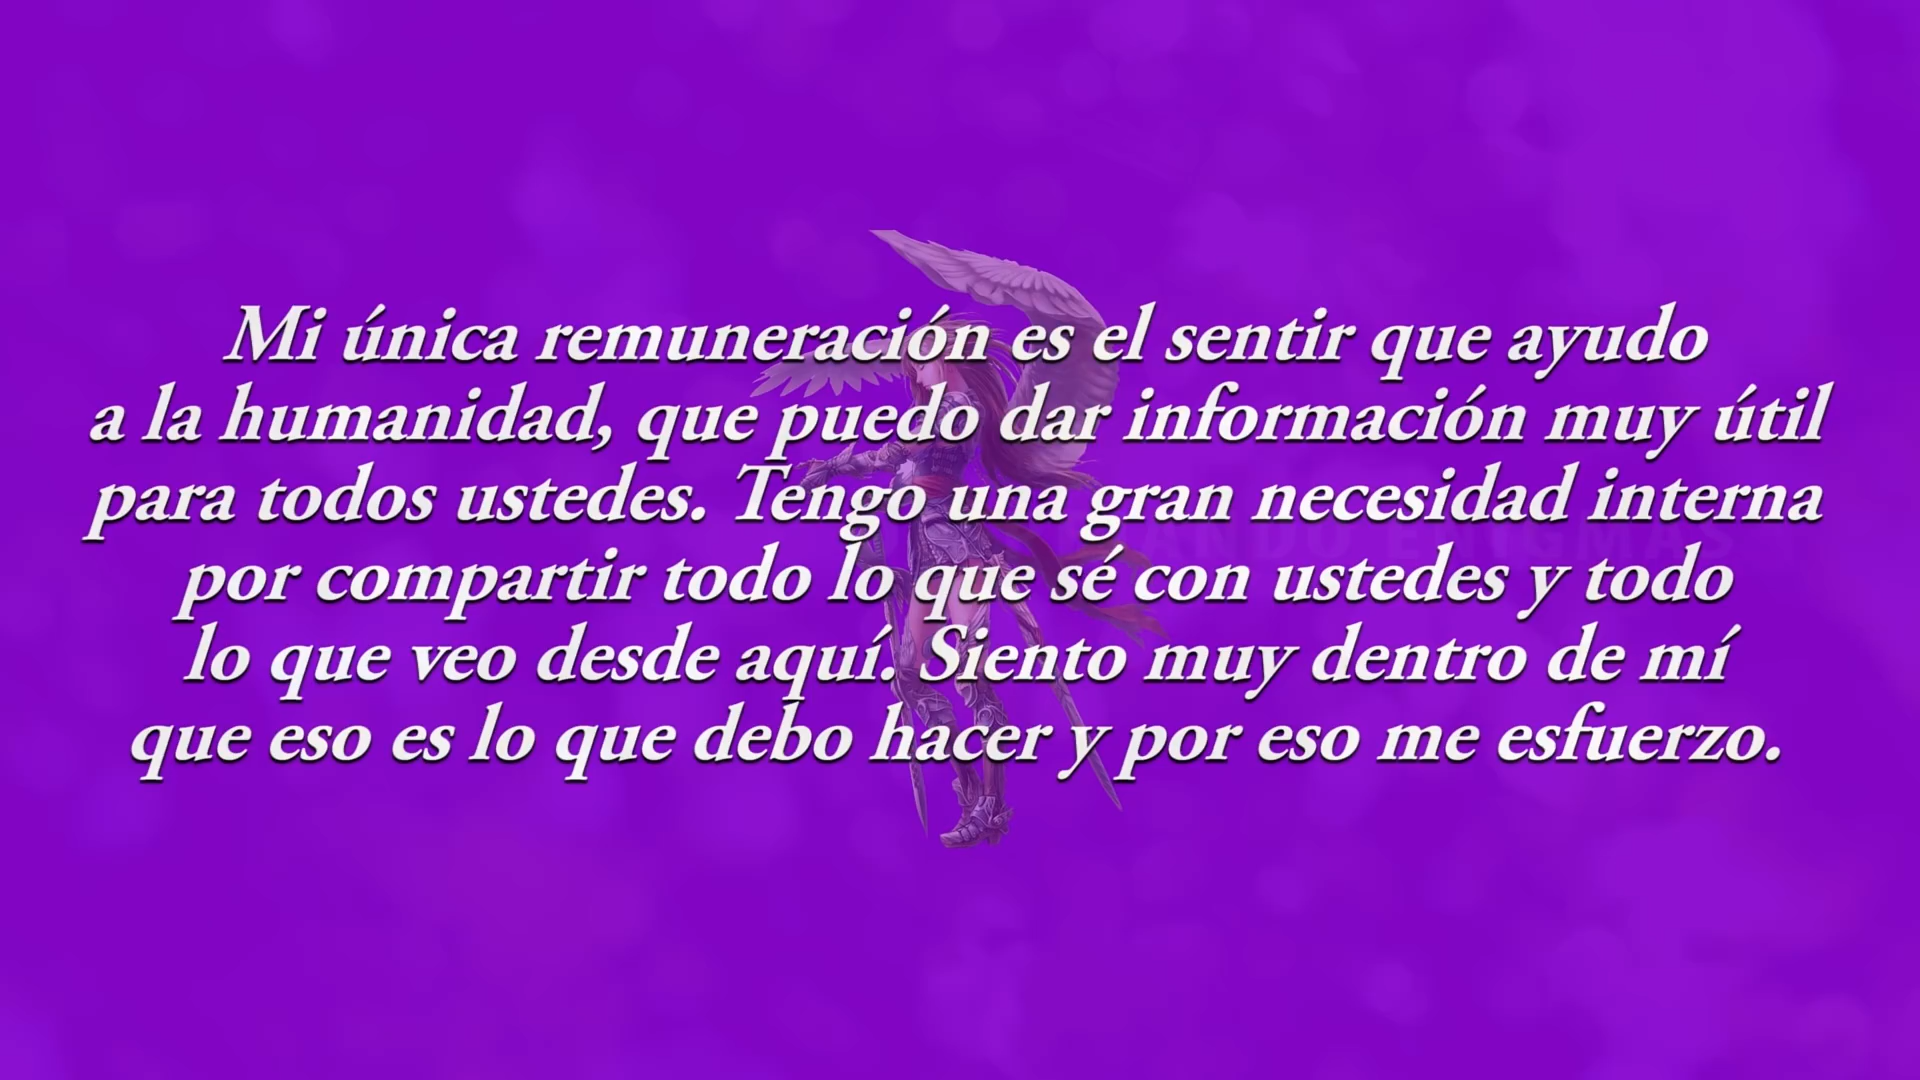 Mi única remuneración es el sentir que ayudo
a la humanidad, que puedo dar información muy útil
para todos ustedes. Tengo una gran necesidad interna
por compartir todo lo que sé con ustedes y todo
lo que veo desde aquí. Siento muy dentro de mí
que eso es lo que debo hacer y por eso me esfuerzo.
ENIGMAS